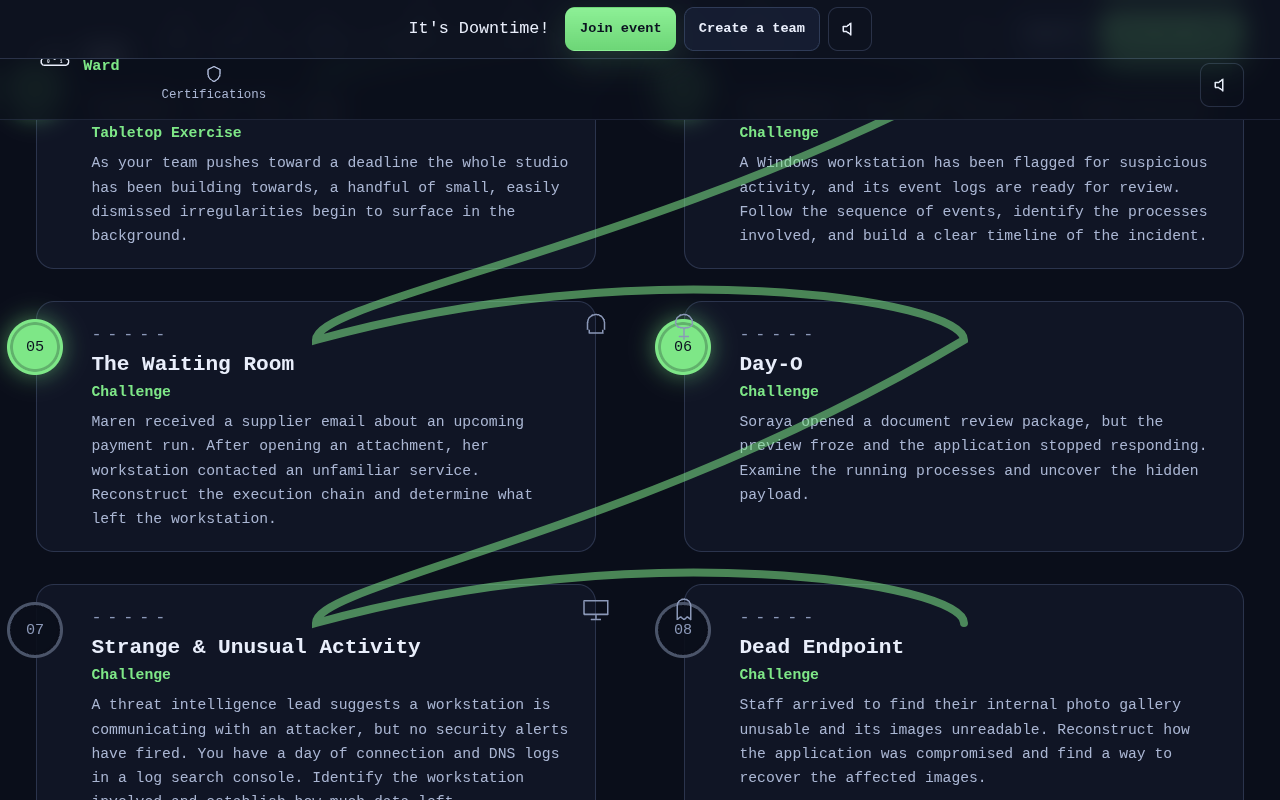 It's Downtime!
Join event
Create a team
Ward
Certifications
Tabletop Exercise
As your team pushes toward a deadline the whole studio
has been building towards, a handful of small, easily
dismissed irregularities begin to surface in the
background.
Challenge
A Windows workstation has been flagged for suspicious
activity, and its event logs are ready for review.
Follow the sequence of events, identify the processes
involved, and build a clear timeline of the incident.
05
- - - - -
The Waiting Room
Challenge
Maren received a supplier email about an upcoming
payment run. After opening an attachment, her
workstation contacted an unfamiliar service.
Reconstruct the execution chain and determine what
left the workstation.
06
- - - - -
Day-O
Challenge
Soraya opened a document review package, but the
preview froze and the application stopped responding.
Examine the running processes and uncover the hidden
payload.
07
- - - - -
Strange & Unusual Activity
Challenge
A threat intelligence lead suggests a workstation is
communicating with an attacker, but no security alerts
have fired. You have a day of connection and DNS logs
in a log search console. Identify the workstation
involved and establish how much data left
08
- - - - -
Dead Endpoint
Challenge
Staff arrived to find their internal photo gallery
unusable and its images unreadable. Reconstruct how
the application was compromised and find a way to
recover the affected images.